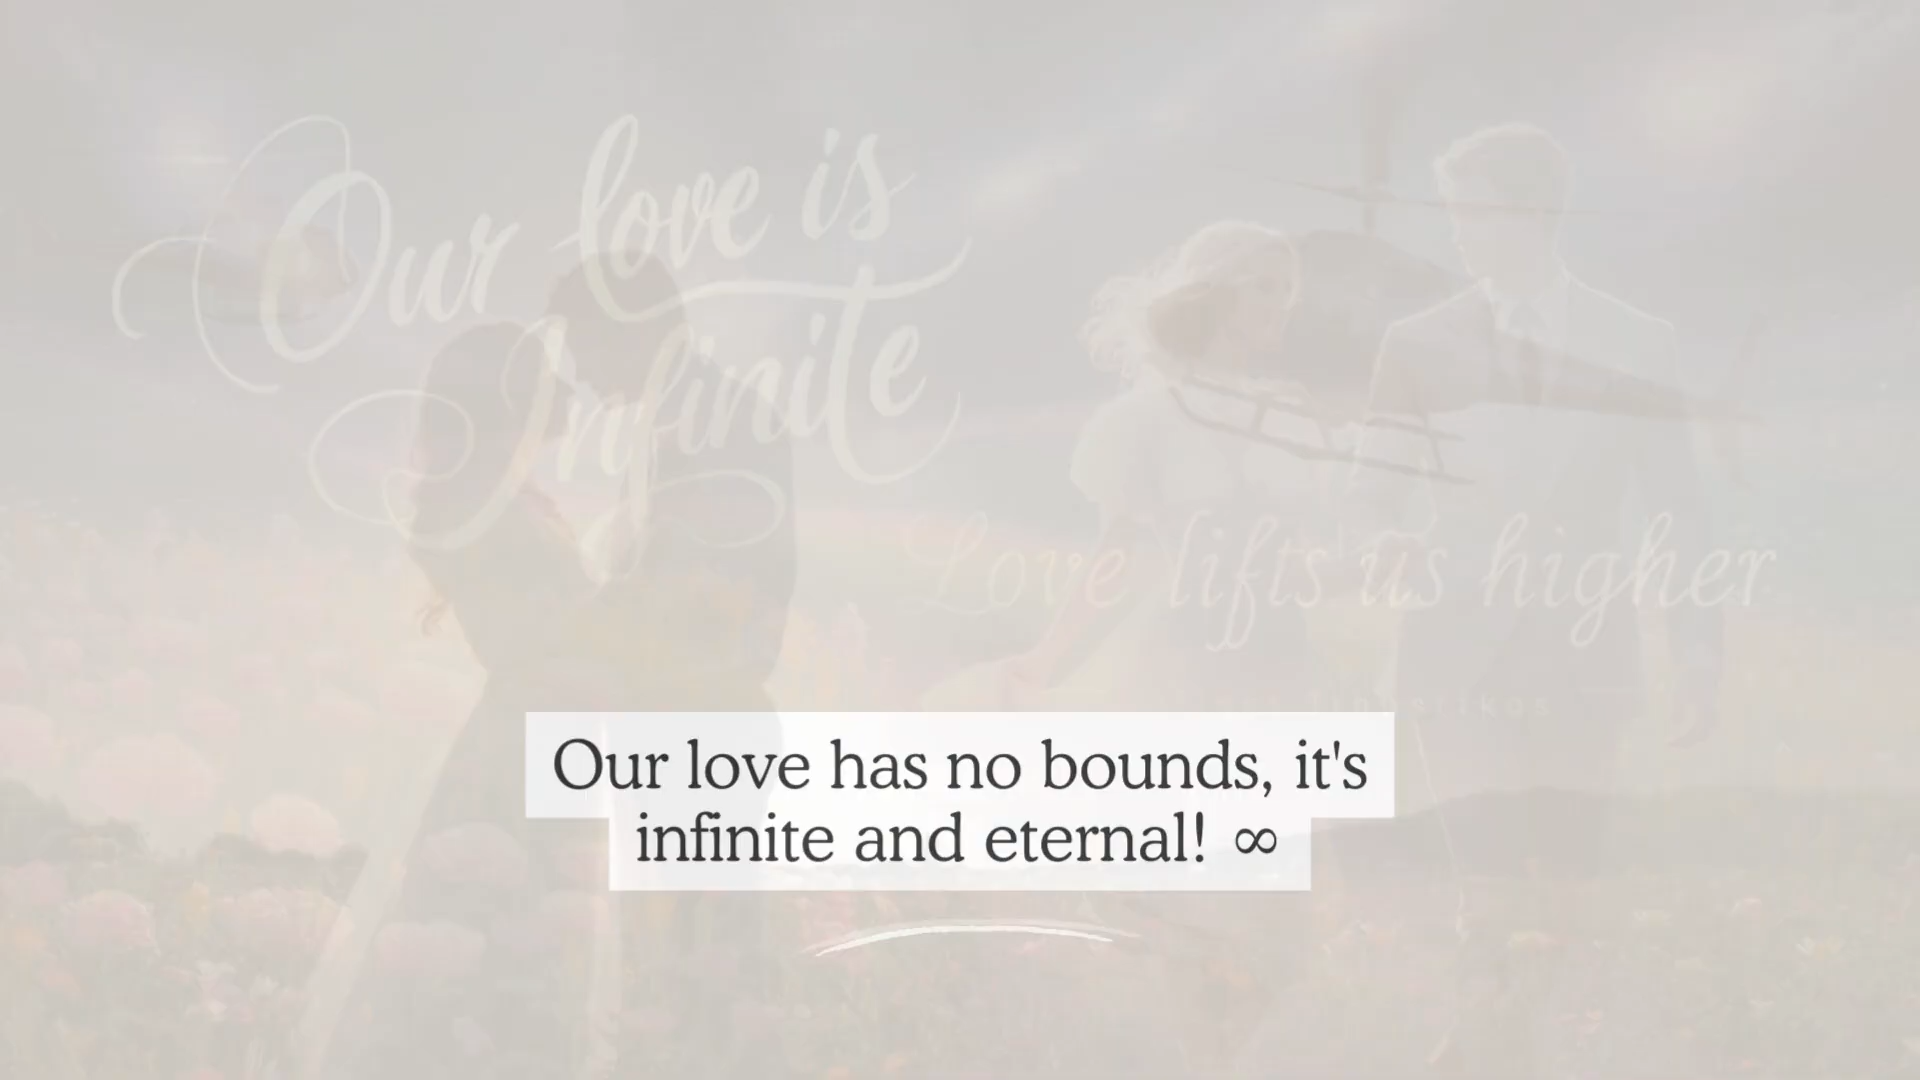 Our love is
Infinite
Love lifts us higher
Our love has no bounds, it's
infinite and eternal! ∞